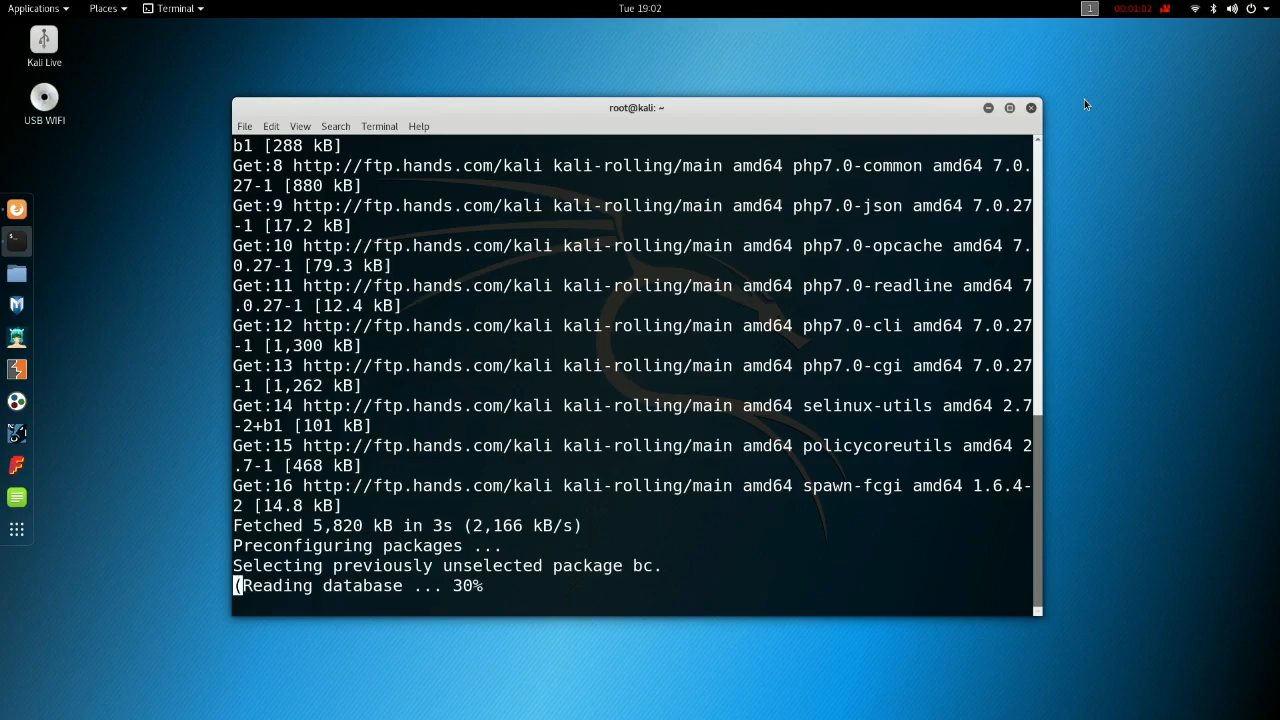 Applications Places Terminal Tue 19:02 1 00:01:02
Kali Live
USB WIFI
root@kali: ~
File Edit View Search Terminal Help
b1 [288 kB]
Get:8 http://ftp.hands.com/kali kali-rolling/main amd64 php7.0-common amd64 7.0.
27-1 [880 kB]
Get:9 http://ftp.hands.com/kali kali-rolling/main amd64 php7.0-json amd64 7.0.27
-1 [17.2 kB]
Get:10 http://ftp.hands.com/kali kali-rolling/main amd64 php7.0-opcache amd64 7.
0.27-1 [79.3 kB]
Get:11 http://ftp.hands.com/kali kali-rolling/main amd64 php7.0-readline amd64 7
.0.27-1 [12.4 kB]
Get:12 http://ftp.hands.com/kali kali-rolling/main amd64 php7.0-cli amd64 7.0.27
-1 [1,300 kB]
Get:13 http://ftp.hands.com/kali kali-rolling/main amd64 php7.0-cgi amd64 7.0.27
-1 [1,262 kB]
Get:14 http://ftp.hands.com/kali kali-rolling/main amd64 selinux-utils amd64 2.7
-2+b1 [101 kB]
Get:15 http://ftp.hands.com/kali kali-rolling/main amd64 policycoreutils amd64 2
.7-1 [468 kB]
Get:16 http://ftp.hands.com/kali kali-rolling/main amd64 spawn-fcgi amd64 1.6.4-
2 [14.8 kB]
Fetched 5,820 kB in 3s (2,166 kB/s)
Preconfiguring packages ...
Selecting previously unselected package bc.
(Reading database ... 30%